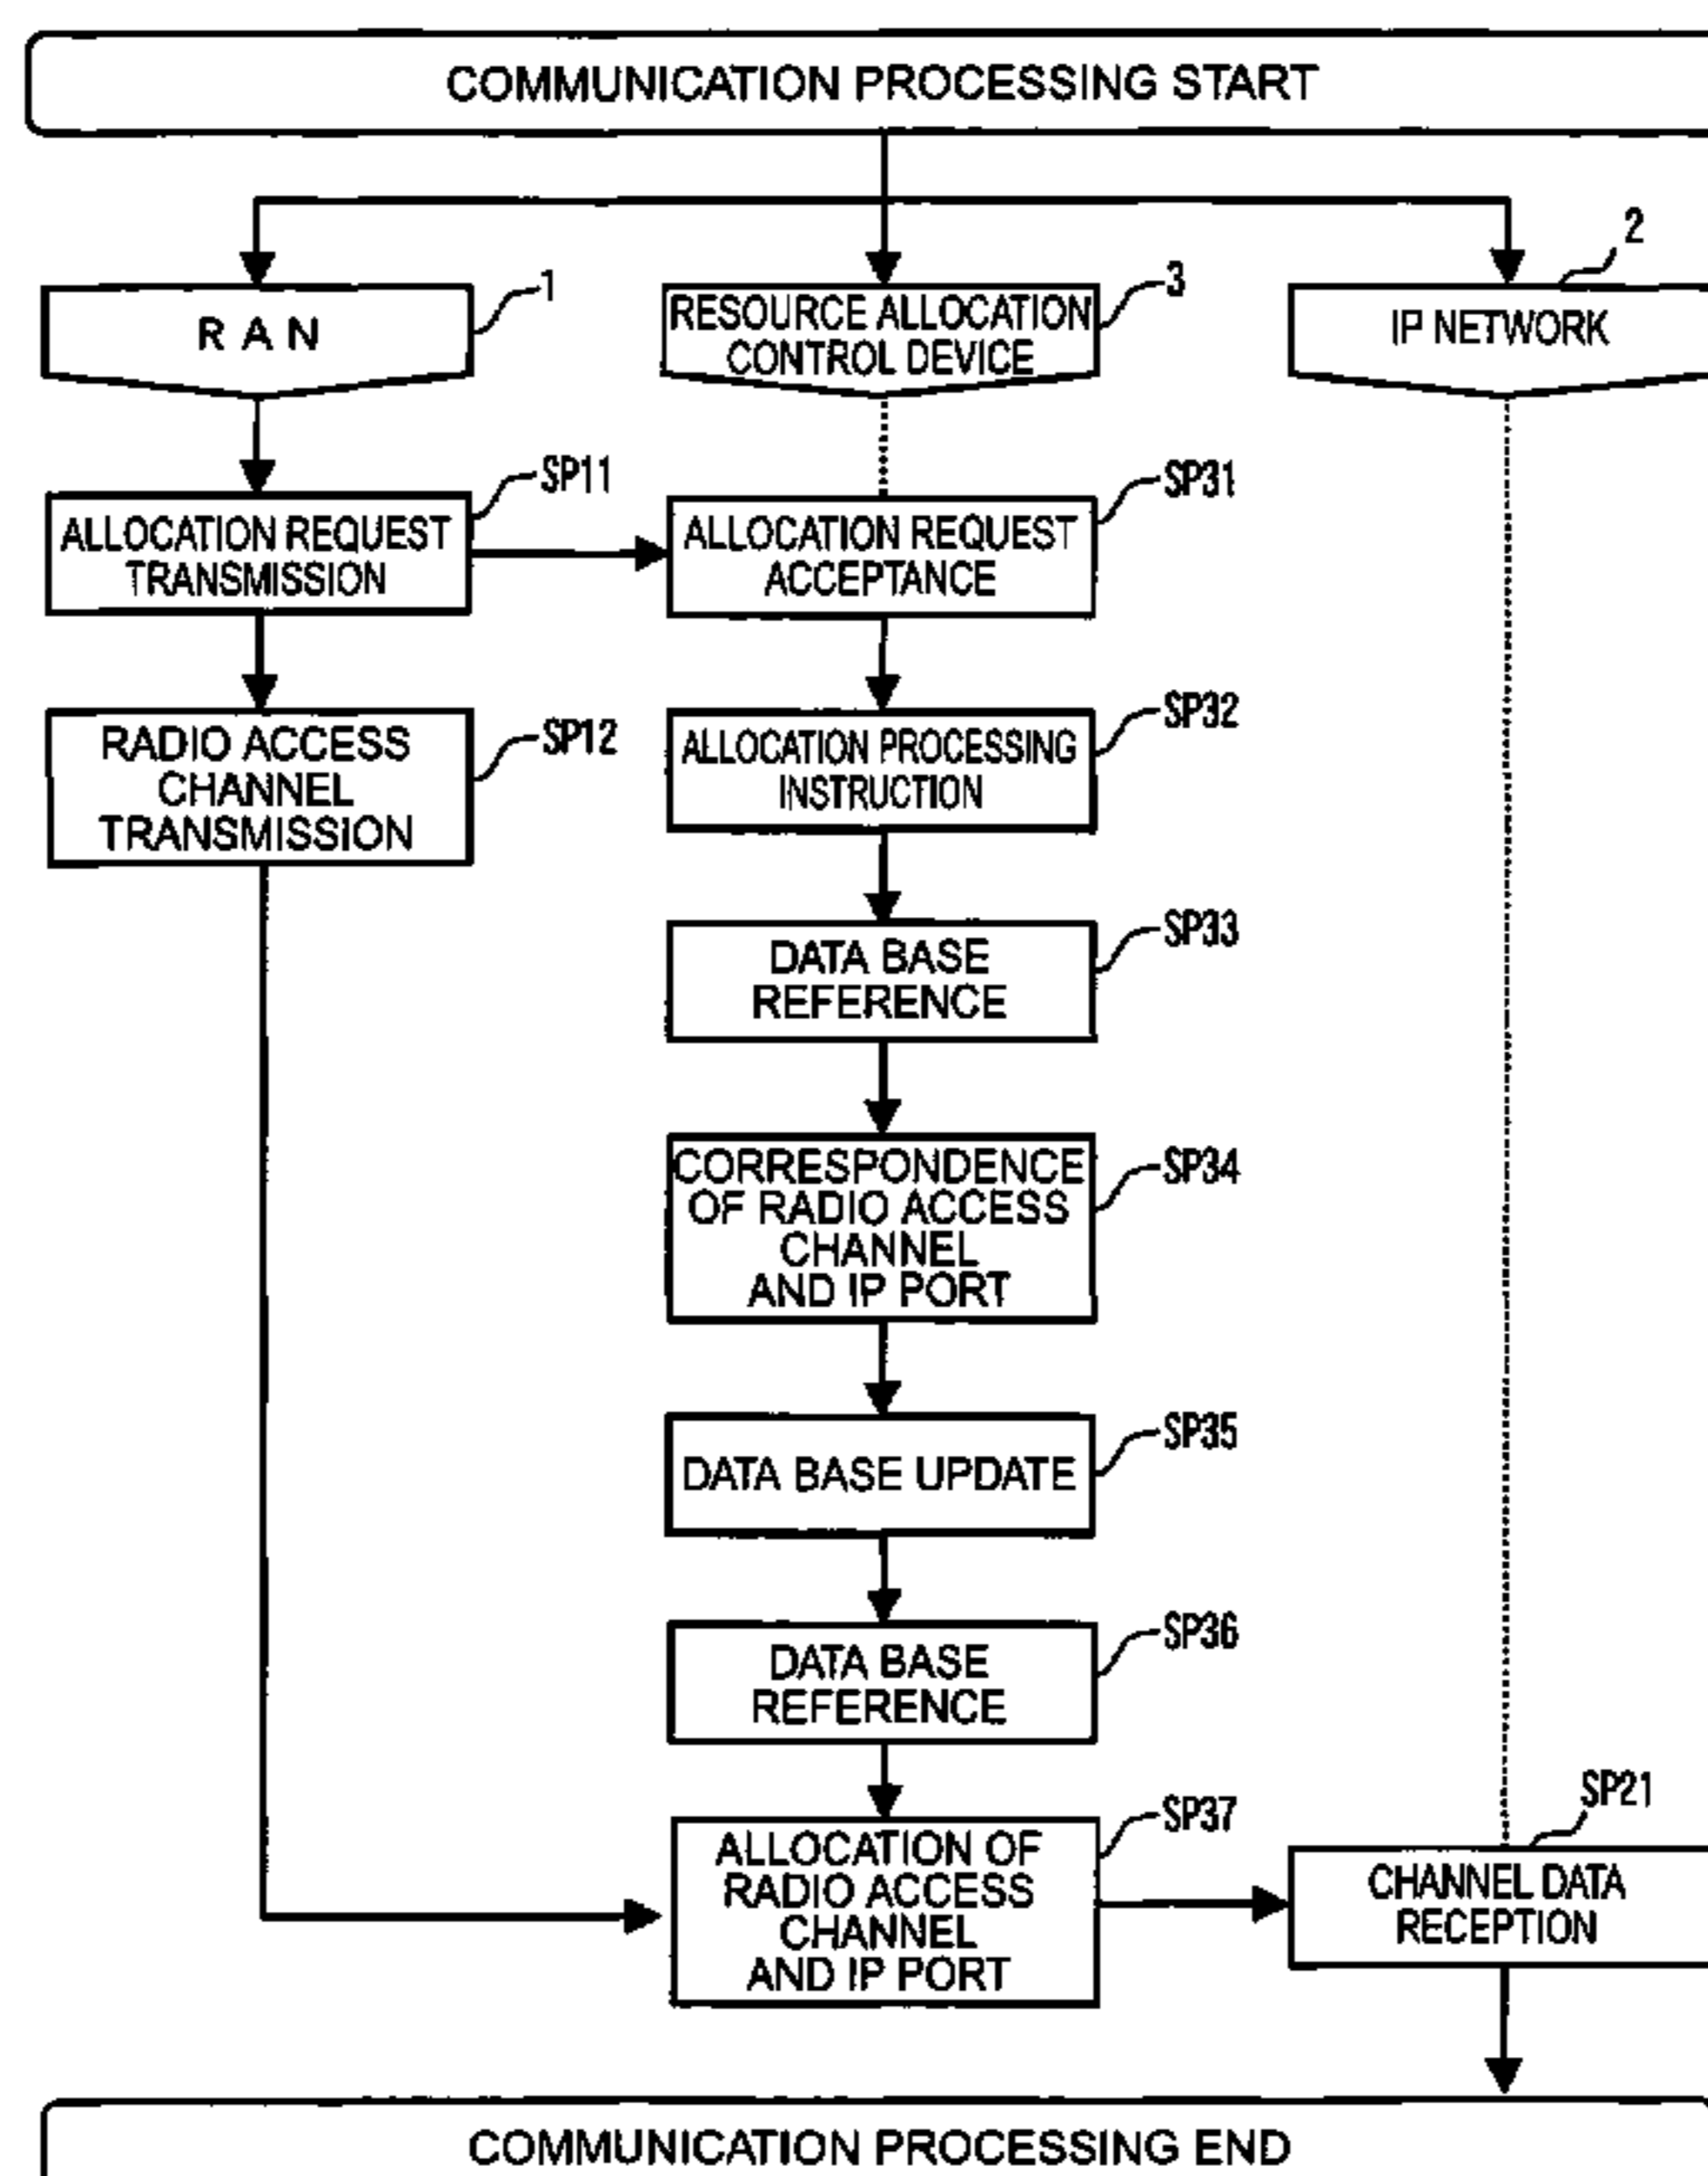 COMMUNICATION PROCESSING START
1
3
2
R A N
RESOURCE ALLOCATION
CONTROL DEVICE
IP NETWORK
SP11
SP31
ALLOCATION REQUEST
TRANSMISSION
ALLOCATION REQUEST
ACCEPTANCE
SP12
SP32
RADIO ACCESS
CHANNEL
TRANSMISSION
ALLOCATION PROCESSING
INSTRUCTION
SP33
DATA BASE
REFERENCE
SP34
CORRESPONDENCE
OF RADIO ACCESS
CHANNEL
AND IP PORT
SP35
DATA BASE UPDATE
SP36
DATA BASE
REFERENCE
SP37
SP21
ALLOCATION OF
RADIO ACCESS
CHANNEL
AND IP PORT
CHANNEL DATA
RECEPTION
COMMUNICATION PROCESSING END